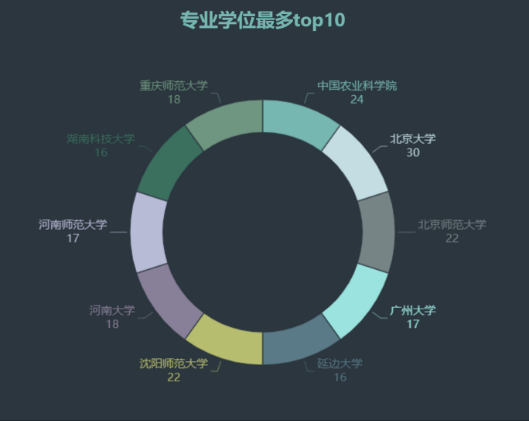 专业学位最多top10
中国农业科学院
24
北京大学
30
北京师范大学
22
广州大学
17
延边大学
16
沈阳师范大学
22
河南大学
18
河南师范大学
17
湖南科技大学
16
重庆师范大学
18